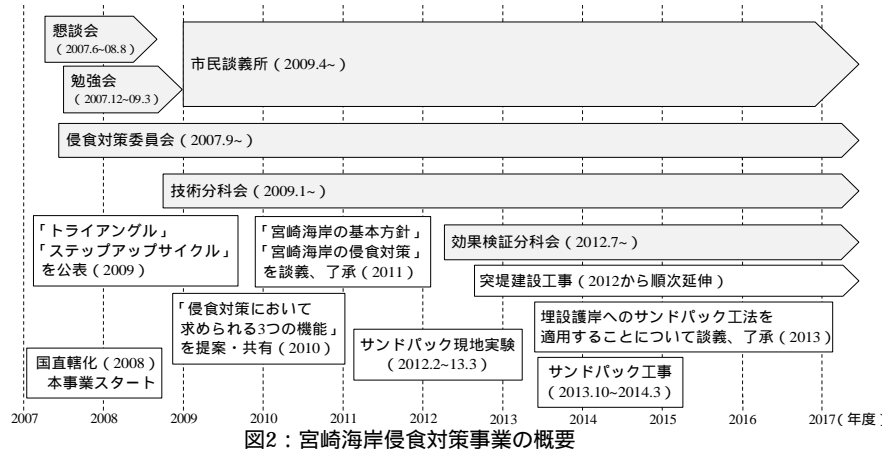 懇談会
（2007.6~08.8）
勉強会
（2007.12~09.3）
市民談義所（2009.4~）
侵食対策委員会（2007.9~）
技術分科会（2009.1~）
「トライアングル」
「ステップアップサイクル」
を公表（2009）
「宮崎海岸の基本方針」
「宮崎海岸の侵食対策」
を談義、了承（2011）
効果検証分科会（2012.7~）
突堤建設工事（2012から順次延伸）
「侵食対策において
求められる3つの機能」
を提案・共有（2010）
埋設護岸へのサンドパック工法を
適用することについて談義、了承（2013）
サンドパック現地実験
（2012.2~13.3）
国直轄化（2008）
本事業スタート
サンドパック工事
（2013.10~2014.3）
2007 2008 2009 2010 2011 2012 2013 2014 2015 2016 2017（年度）
図2：宮崎海岸侵食対策事業の概要